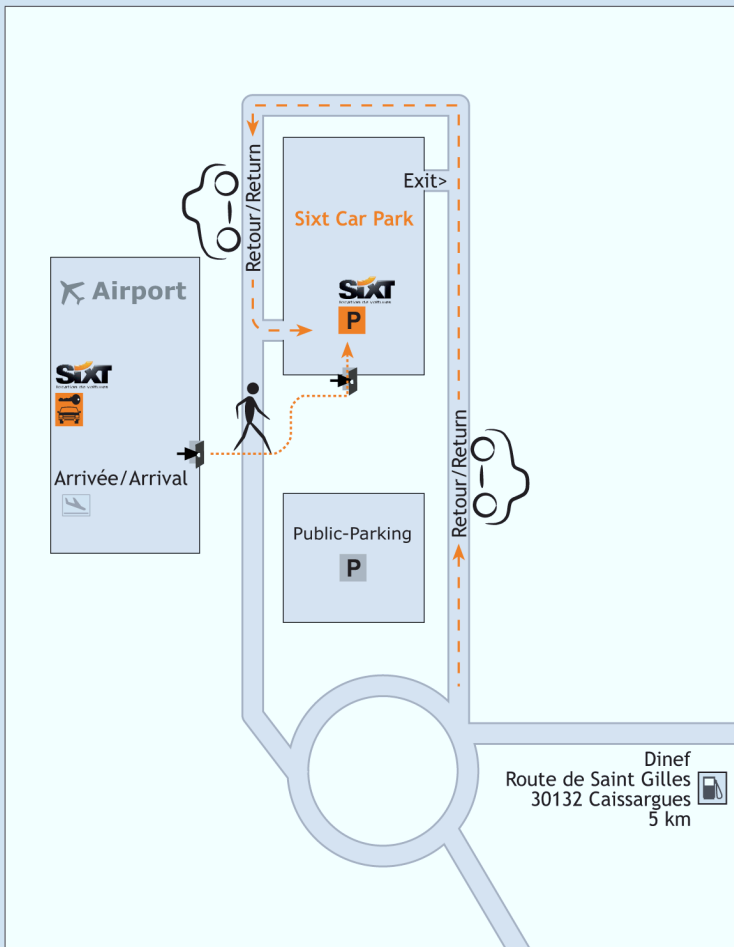 Exit>
Retour/Return
Sixt Car Park
SIXT
P
Airport
SIXT
Arrivée/Arrival
Retour/Return
Public-Parking
P
Dinef
Route de Saint Gilles
30132 Caissargues
5 km